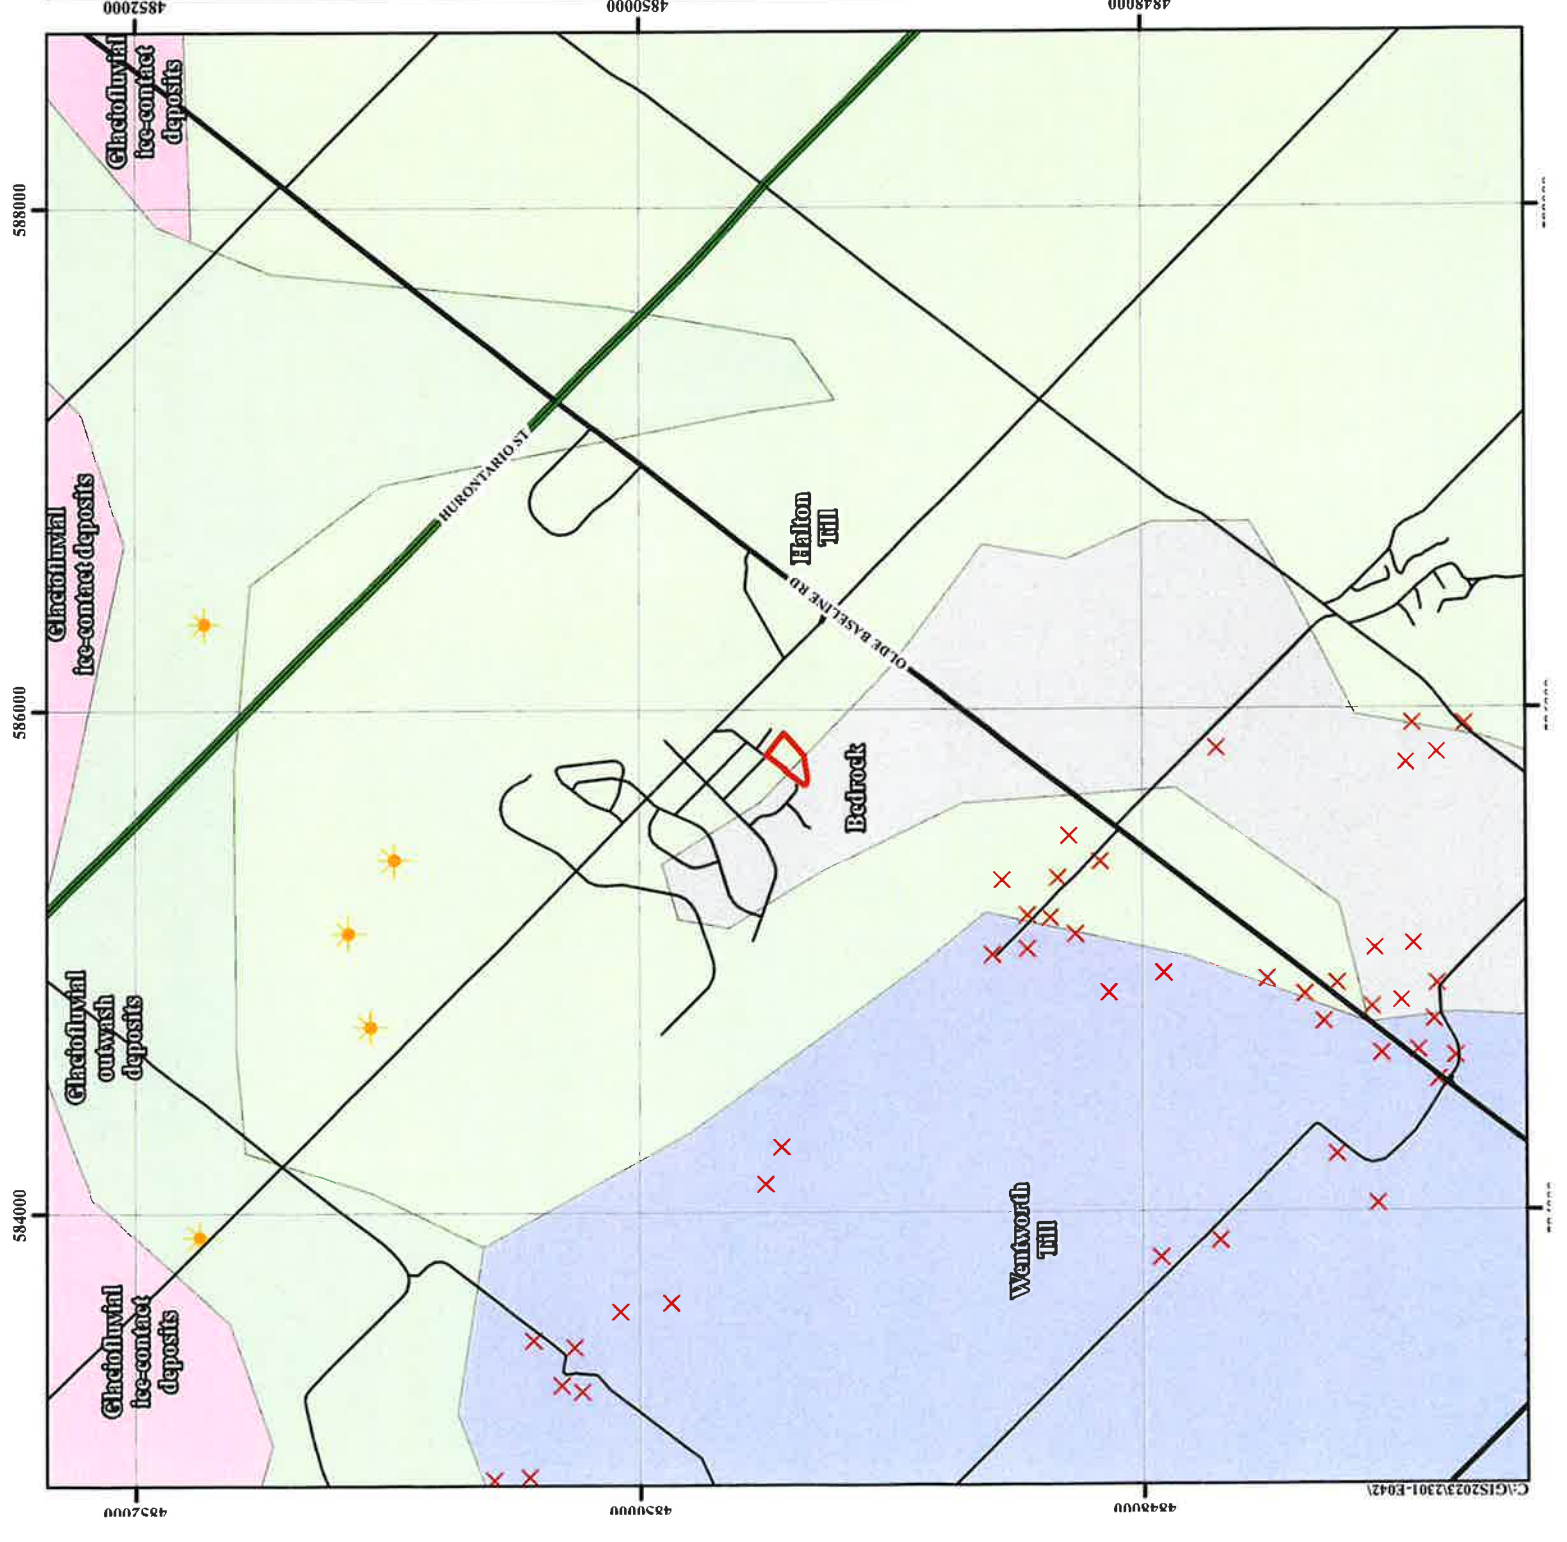 4852000
4850000
4848000
588000
586000
584000
Glaciofluvial
ice-contact
deposits
Glaciofluvial
ice-contact deposits
HURONTARIO ST
Halton
Till
OLDE BASELINE RD
Bedrock
Glaciofluvial
outwash
deposits
Wentworth
Till
Glaciofluvial
ice-contact
deposits
4852000
4850000
4848000
C:\GIS2023\2301-E042\